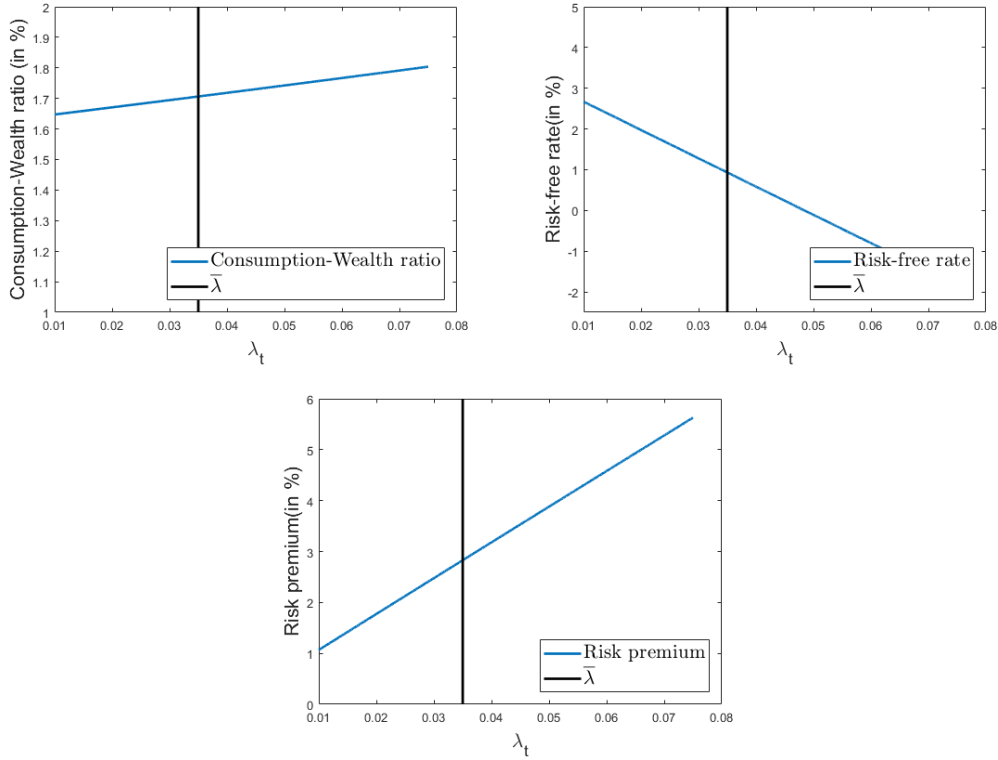 Consumption-Wealth ratio (in %)
2
1.9
1.8
1.7
1.6
1.5
1.4
1.3
1.2
1.1
1
Consumption-Wealth ratio
λ̅
0.01 0.02 0.03 0.04 0.05 0.06 0.07 0.08
λt
Risk-free rate(in %)
5
4
3
2
1
0
-1
-2
Risk-free rate
λ̅
0.01 0.02 0.03 0.04 0.05 0.06 0.07 0.08
λt
Risk premium(in %)
6
5
4
3
2
1
0
Risk premium
λ̅
0.01 0.02 0.03 0.04 0.05 0.06 0.07 0.08
λt